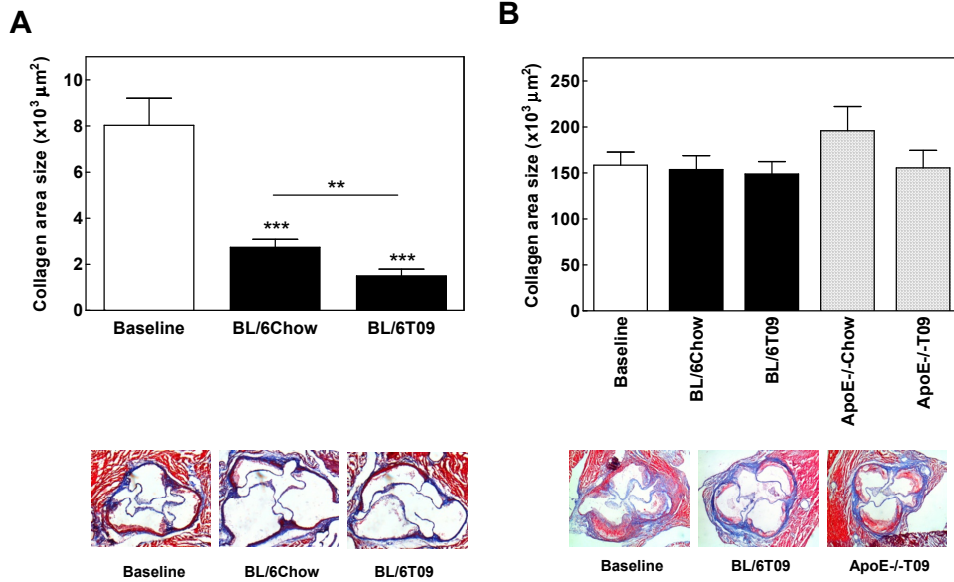 A
Collagen area size (x10³ µm²)
10
8
6
4
2
0
**
***
***
Baseline
BL/6Chow
BL/6T09
Baseline
BL/6Chow
BL/6T09
B
Collagen area size (x10³ µm²)
250
200
150
100
50
0
Baseline
BL/6Chow
BL/6T09
ApoE-/-Chow
ApoE-/-T09
Baseline
BL/6T09
ApoE-/-T09